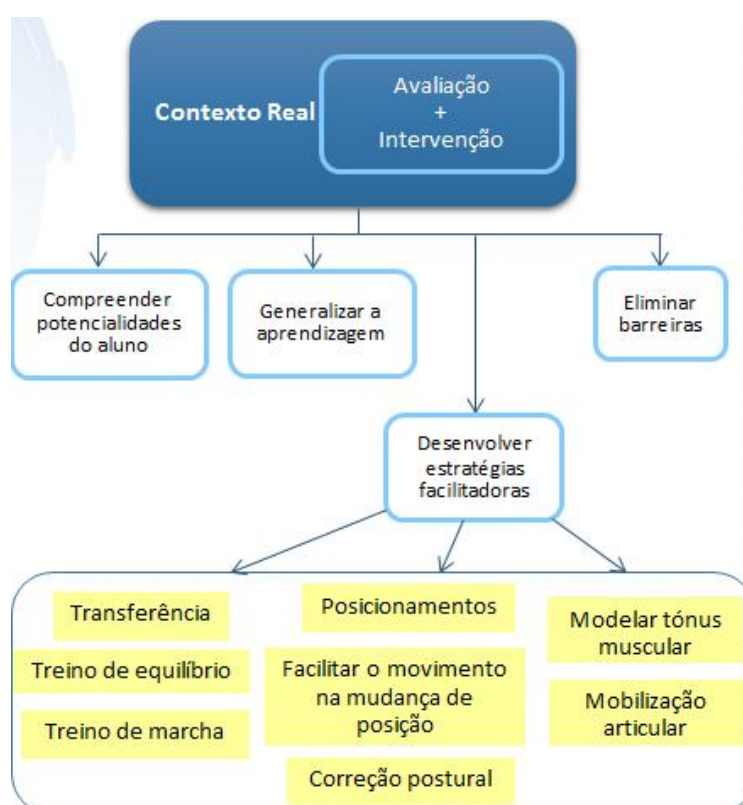 Contexto Real
Avaliação
+
Intervenção
Compreender
potencialidades
do aluno
Generalizar a
aprendizagem
Eliminar
barreiras
Desenvolver
estratégias
facilitadoras
Transferência
Treino de equilíbrio
Treino de marcha
Posicionamentos
Facilitar o movimento
na mudança de
posição
Correção postural
Modelar tónus
muscular
Mobilização
articular